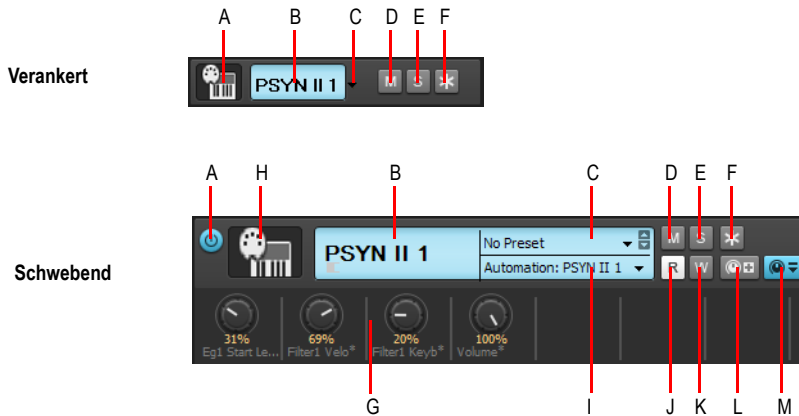 A B C D E F
Verankert
PSYN II 1 M S
A H B C D E F
Schwebend
PSYN II 1
No Preset
M S
Automation: PSYN II 1
R W
31% 69% 20% 100%
Eg1 Start Le... Filter1 Velo* Filter1 Keyb* Volume*
G I J K L M